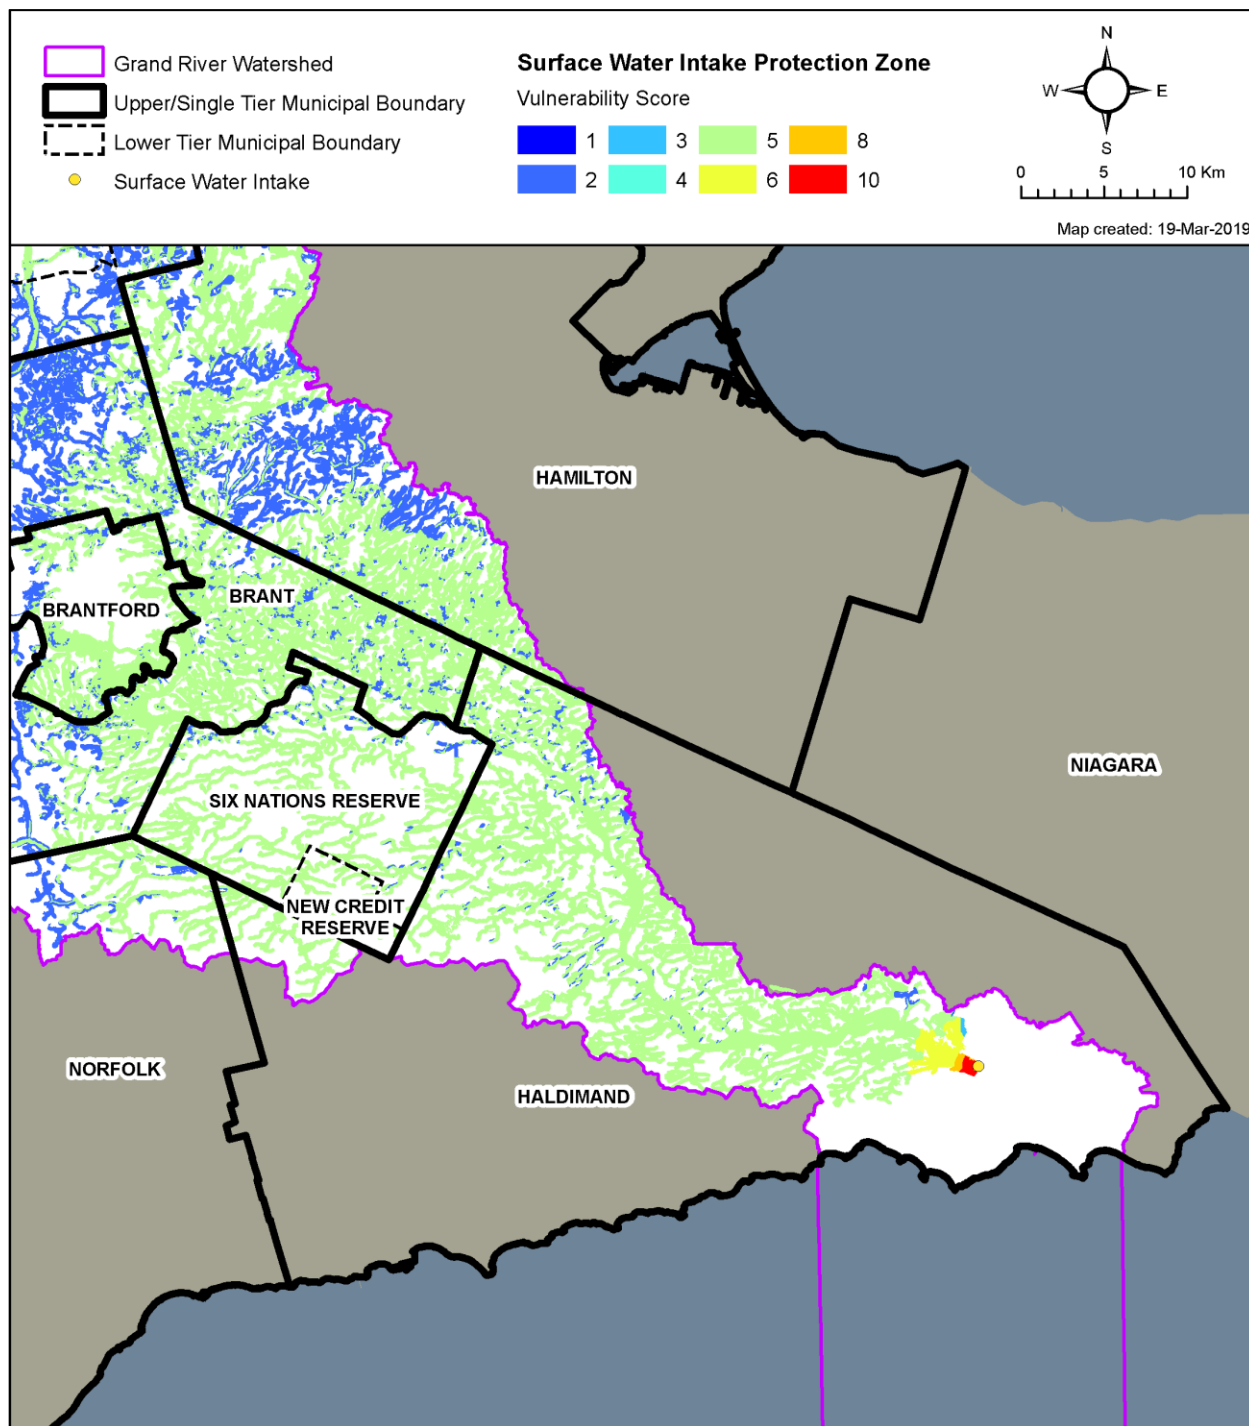 Grand River Watershed
Upper/Single Tier Municipal Boundary
Lower Tier Municipal Boundary
Surface Water Intake
Surface Water Intake Protection Zone
Vulnerability Score
1 3 5 8
2 4 6 10
N
W E
S
0 5 10 Km
Map created: 19-Mar-2019
HAMILTON
BRANTFORD
BRANT
NIAGARA
SIX NATIONS RESERVE
NEW CREDIT
RESERVE
NORFOLK
HALDIMAND